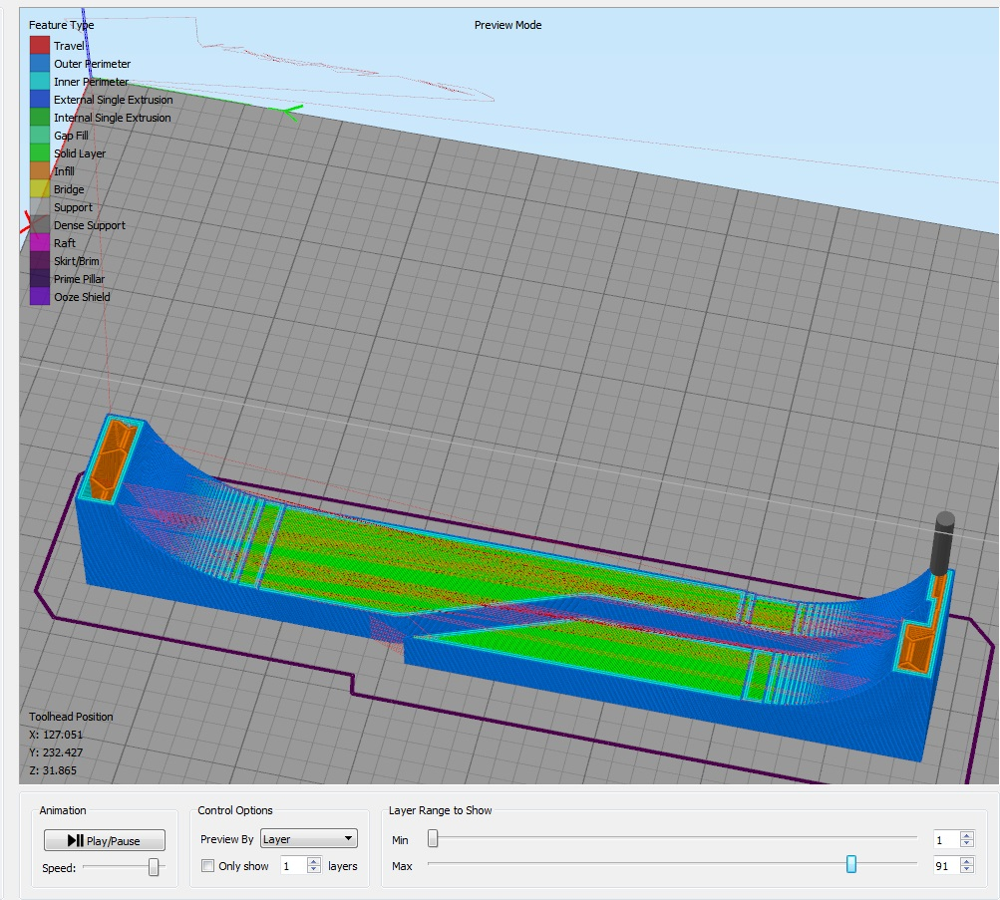 Feature Type
Preview Mode
Travel
Outer Perimeter
Inner Perimeter
External Single Extrusion
Internal Single Extrusion
Gap Fill
Solid Layer
Infill
Bridge
Support
Dense Support
Raft
Skirt/Brim
Prime Pillar
Ooze Shield
Toolhead Position
X: 127.051
Y: 232.427
Z: 31.865
Animation
Play/Pause
Speed:
Control Options
Preview By Layer
Only show 1 layers
Layer Range to Show
Min 1
Max 91